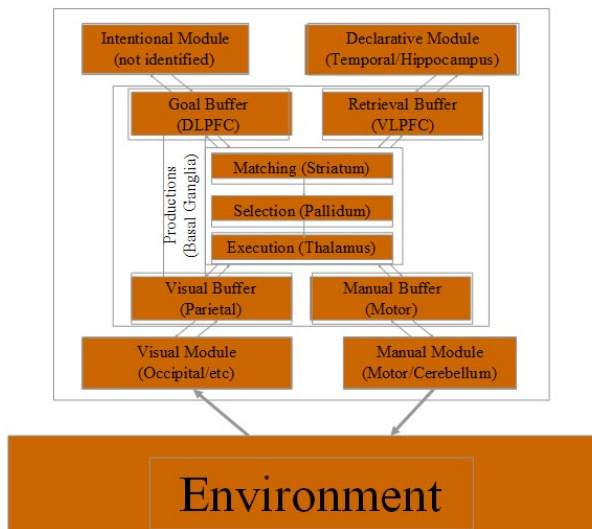 Intentional Module
(not identified)
Declarative Module
(Temporal/Hippocampus)
Goal Buffer
(DLPFC)
Retrieval Buffer
(VLPFC)
Productions
(Basal Ganglia)
Matching (Striatum)
Selection (Pallidum)
Execution (Thalamus)
Visual Buffer
(Parietal)
Manual Buffer
(Motor)
Visual Module
(Occipital/etc)
Manual Module
(Motor/Cerebellum)
Environment